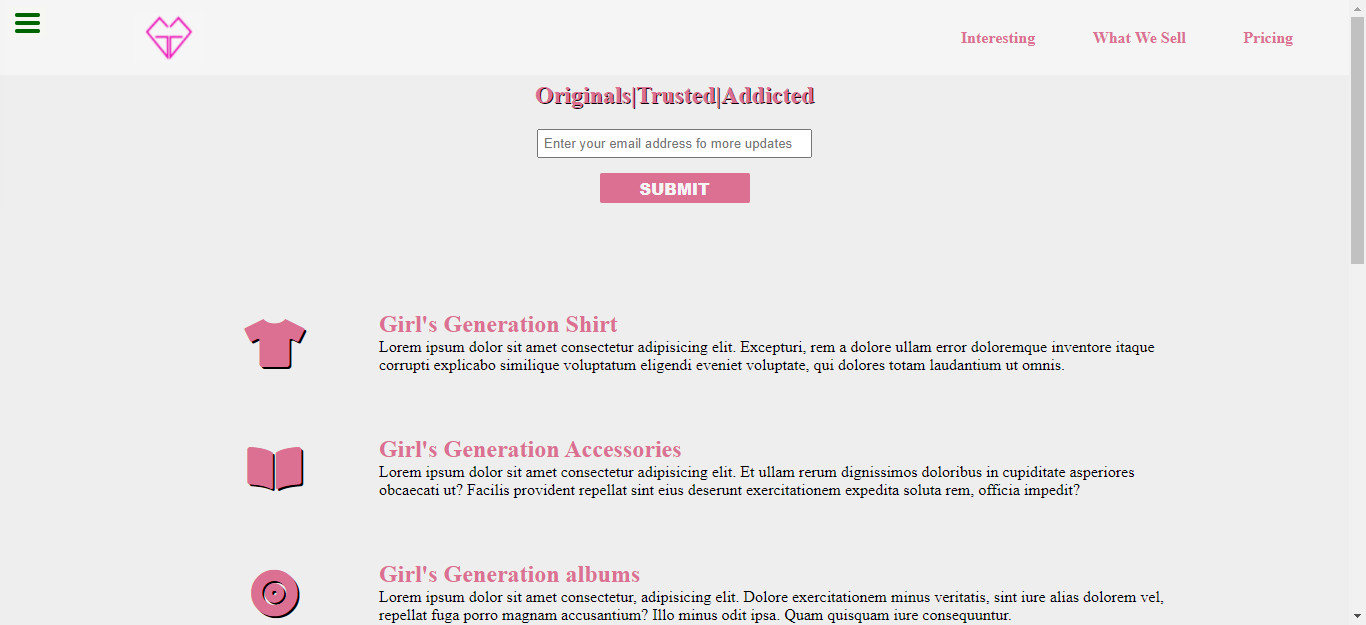 Interesting
What We Sell
Pricing
Originals|Trusted|Addicted
Enter your email address fo more updates
SUBMIT
Girl's Generation Shirt
Lorem ipsum dolor sit amet consectetur adipisicing elit. Excepturi, rem a dolore ullam error doloremque inventore itaque
corrupti explicabo similique voluptatum eligendi eveniet voluptate, qui dolores totam laudantium ut omnis.
Girl's Generation Accessories
Lorem ipsum dolor sit amet consectetur adipisicing elit. Et ullam rerum dignissimos doloribus in cupiditate asperiores
obcaecati ut? Facilis provident repellat sint eius deserunt exercitationem expedita soluta rem, officia impedit?
Girl's Generation albums
Lorem ipsum dolor sit amet consectetur, adipisicing elit. Dolore exercitationem minus veritatis, sint iure alias dolorem vel,
repellat fuga porro magnam accusantium? Illo minus odit ipsa. Quam quisquam iure consequuntur.